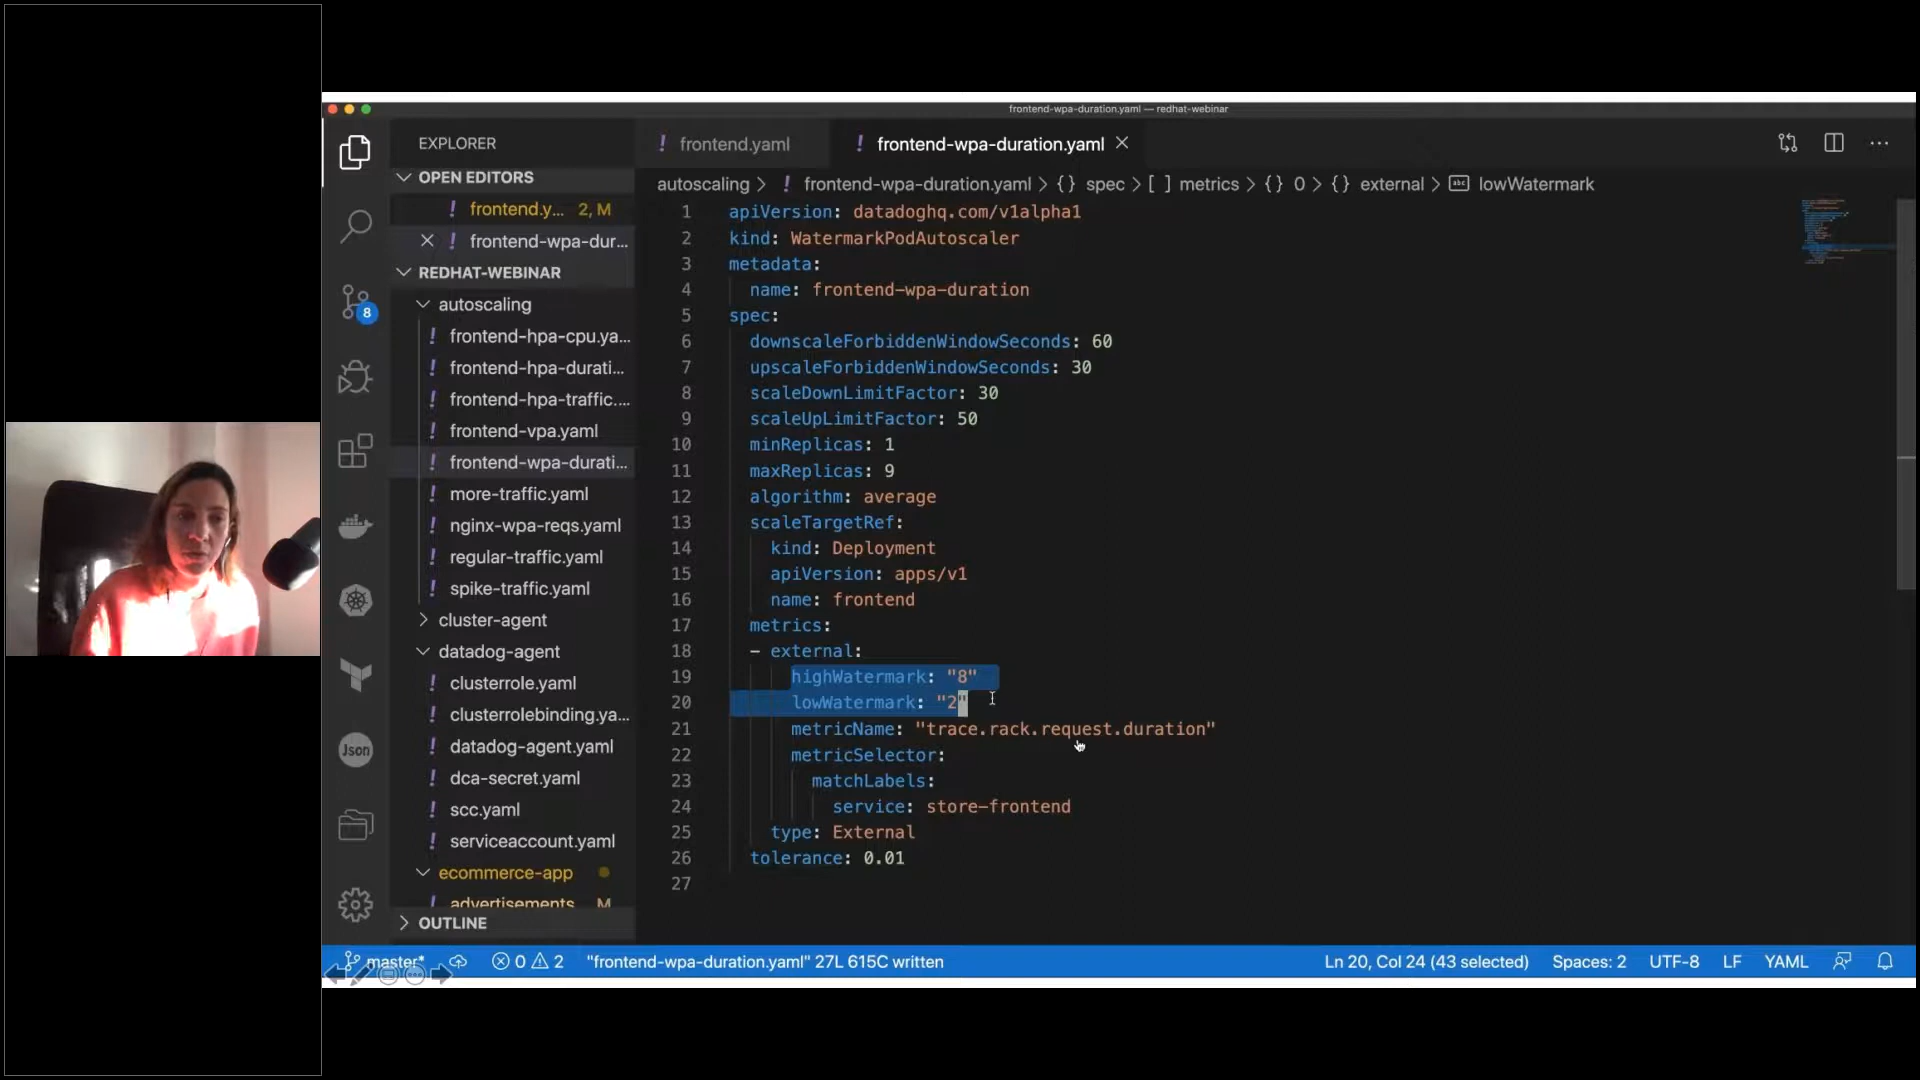 frontend-wpa-duration.yaml — redhat-webinar
EXPLORER
OPEN EDITORS
frontend.y... 2, M
frontend-wpa-dur...
REDHAT-WEBINAR
autoscaling
frontend-hpa-cpu.ya...
frontend-hpa-durati...
frontend-hpa-traffic....
frontend-vpa.yaml
frontend-wpa-durati...
more-traffic.yaml
nginx-wpa-reqs.yaml
regular-traffic.yaml
spike-traffic.yaml
cluster-agent
datadog-agent
clusterrole.yaml
clusterrolebinding.ya...
datadog-agent.yaml
dca-secret.yaml
scc.yaml
serviceaccount.yaml
ecommerce-app
advertisements M
OUTLINE
8
Json
frontend.yaml
frontend-wpa-duration.yaml
autoscaling > ! frontend-wpa-duration.yaml > {} spec > [ ] metrics > {} 0 > {} external > abc lowWatermark
1 apiVersion: datadoghq.com/v1alpha1
2 kind: WatermarkPodAutoscaler
3 metadata:
4 name: frontend-wpa-duration
5 spec:
6 downscaleForbiddenWindowSeconds: 60
7 upscaleForbiddenWindowSeconds: 30
8 scaleDownLimitFactor: 30
9 scaleUpLimitFactor: 50
10 minReplicas: 1
11 maxReplicas: 9
12 algorithm: average
13 scaleTargetRef:
14 kind: Deployment
15 apiVersion: apps/v1
16 name: frontend
17 metrics:
18 - external:
19 highWatermark: "8"
20 lowWatermark: "2"
21 metricName: "trace.rack.request.duration"
22 metricSelector:
23 matchLabels:
24 service: store-frontend
25 type: External
26 tolerance: 0.01
27
master* 0 2 "frontend-wpa-duration.yaml" 27L 615C written Ln 20, Col 24 (43 selected) Spaces: 2 UTF-8 LF YAML